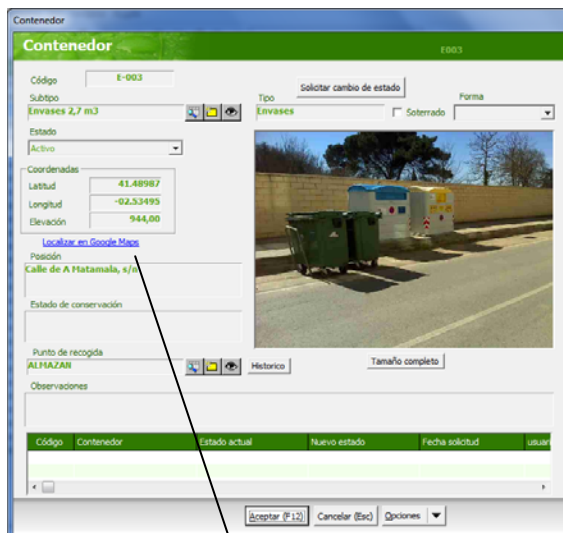 Contenedor
Contenedor E003
Código E-003
Solicitar cambio de estado
Subtipo Tipo Forma
Envases 2,7 m3 Envases Soterrado
Estado
Activo
Coordenadas
Latitud 41.48987
Longitud -02.53495
Elevación 944,00
Localizar en Google Maps
Posición
Calle de A Matamala, s/n
Estado de conservación
Punto de recogida
ALMAZAN Historico Tamaño completo
Observaciones
Código Contenedor Estado actual Nuevo estado Fecha solicitud usuari
Aceptar (F12) Cancelar (Esc) Opciones